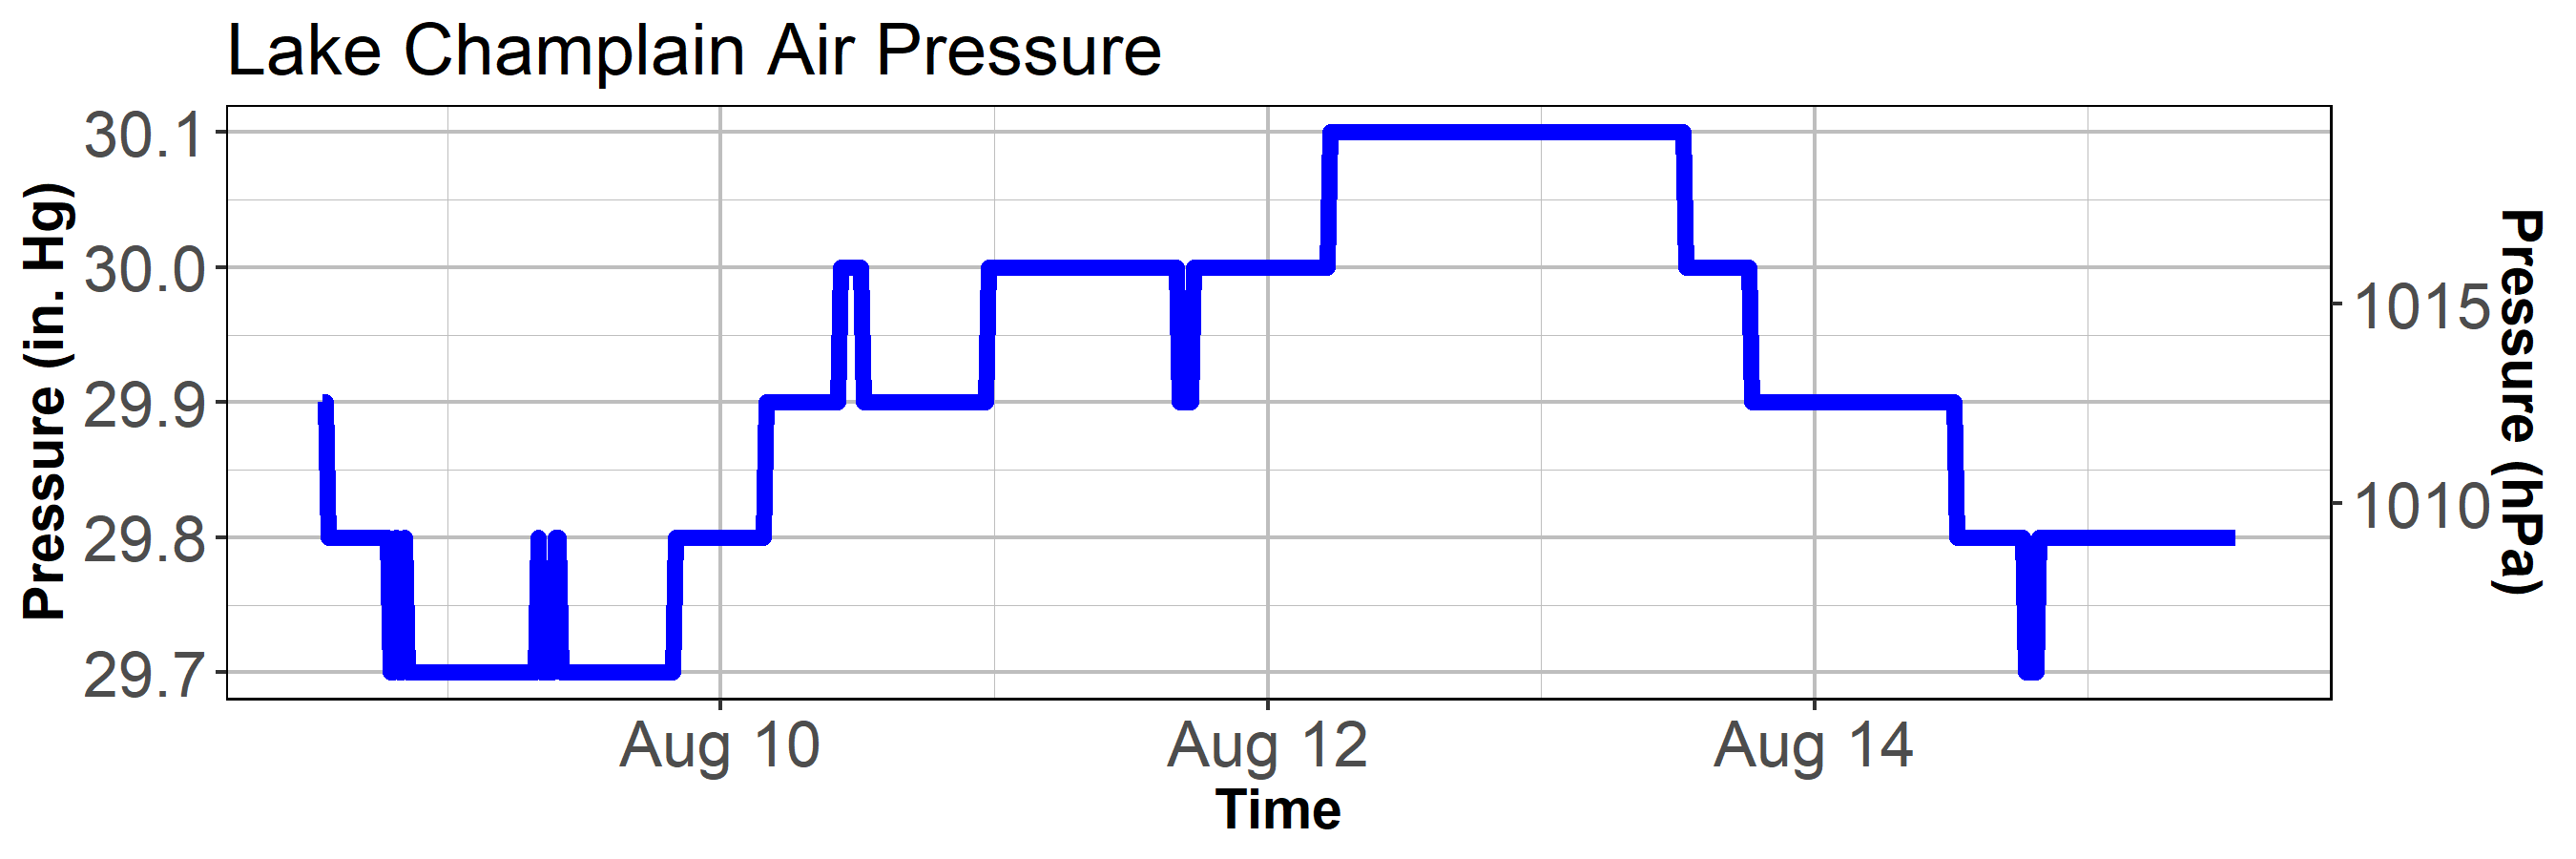 Lake Champlain Air Pressure
30.1
30.0
29.9
29.8
29.7
Pressure (in. Hg)
1015
1010
Pressure (hPa)
Aug 10
Aug 12
Aug 14
Time